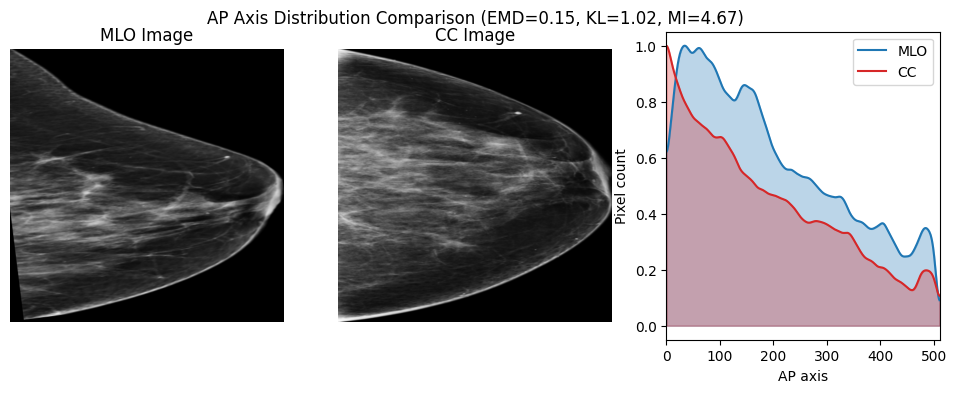 AP Axis Distribution Comparison (EMD=0.15, KL=1.02, MI=4.67)
MLO Image
CC Image
MLO
CC
Pixel count
1.0
0.8
0.6
0.4
0.2
0.0
0 100 200 300 400 500
AP axis